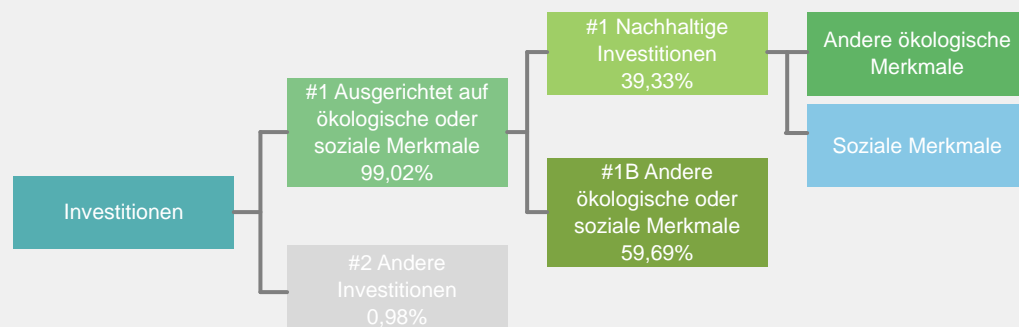 Investitionen
#1 Ausgerichtet auf
ökologische oder
soziale Merkmale
99,02%
#2 Andere
Investitionen
0,98%
#1 Nachhaltige
Investitionen
39,33%
#1B Andere
ökologische oder
soziale Merkmale
59,69%
Andere ökologische
Merkmale
Soziale Merkmale